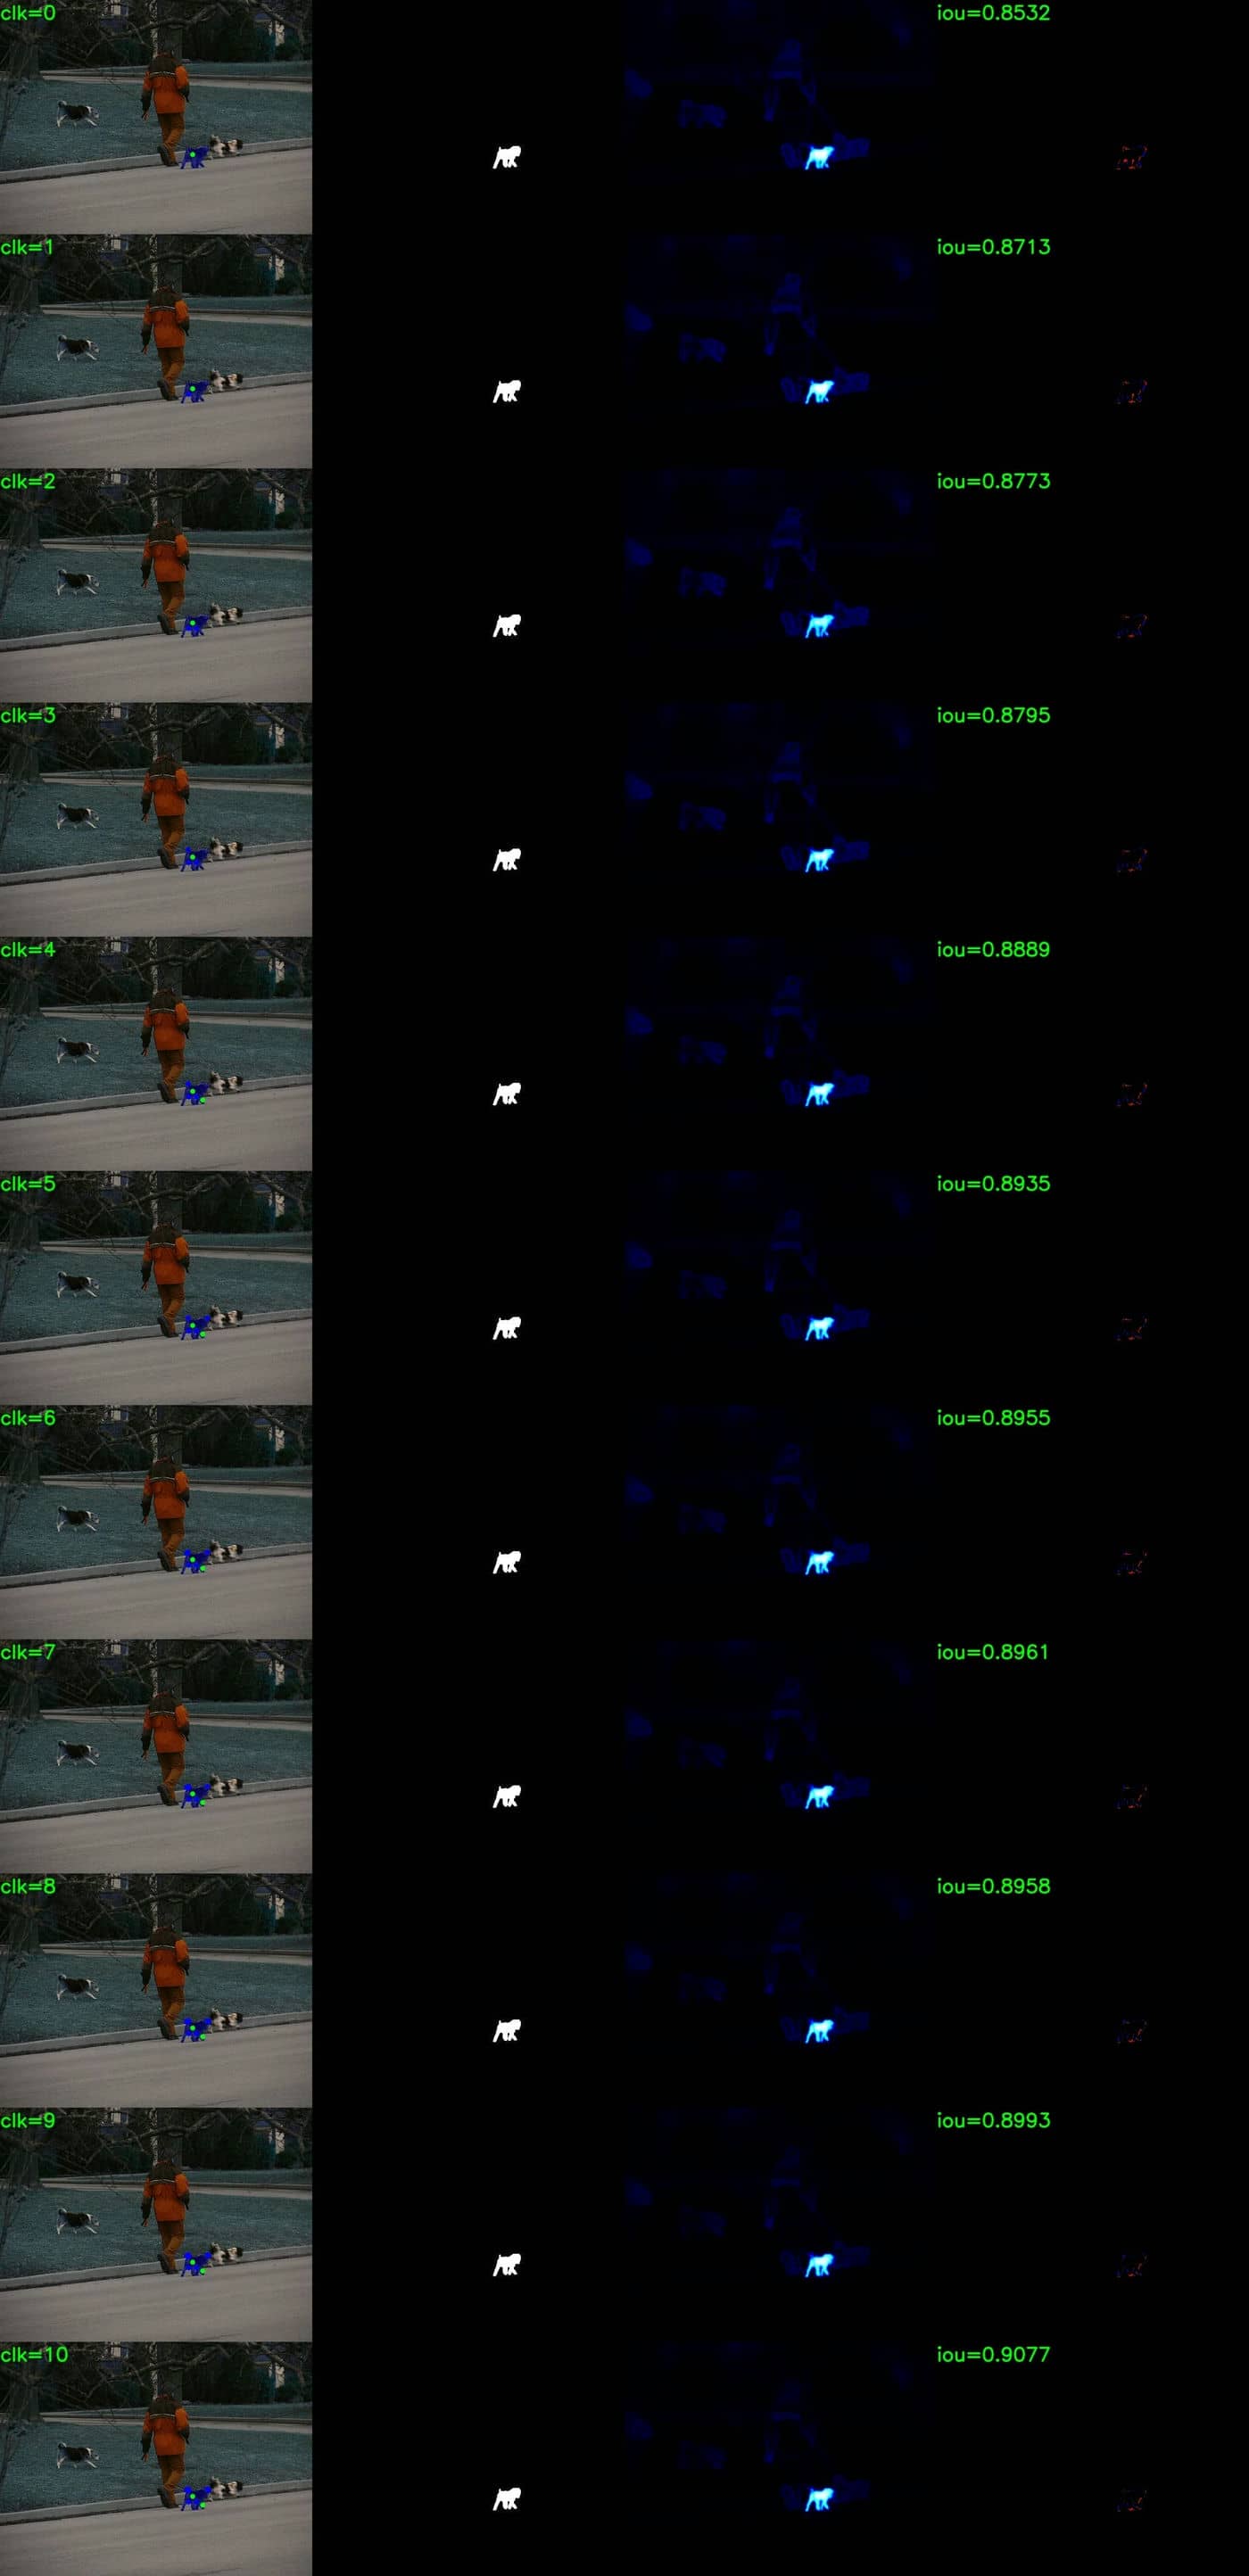 clk=0 iou=0.8532
clk=1 iou=0.8713
clk=2 iou=0.8773
clk=3 iou=0.8795
clk=4 iou=0.8889
clk=5 iou=0.8935
clk=6 iou=0.8955
clk=7 iou=0.8961
clk=8 iou=0.8958
clk=9 iou=0.8993
clk=10 iou=0.9077